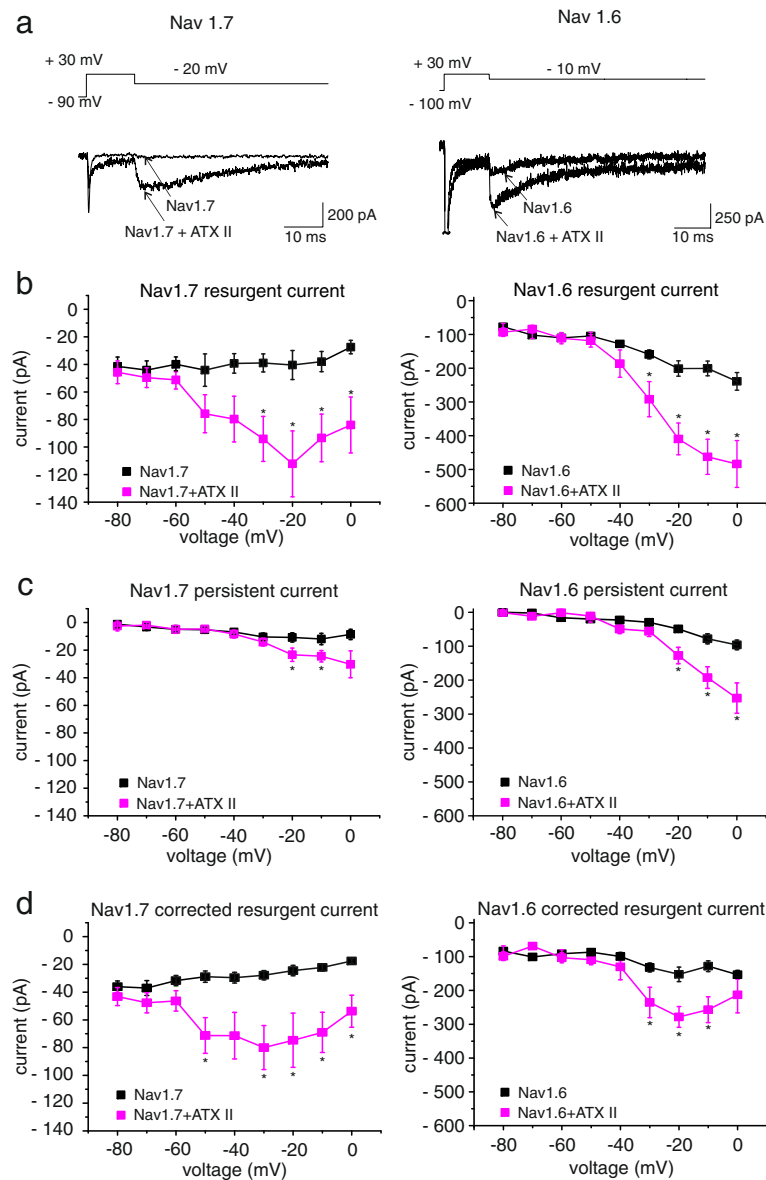 a
Nav 1.7
Nav 1.6
+ 30 mV
- 20 mV
- 90 mV
+ 30 mV
- 10 mV
- 100 mV
Nav1.7
Nav1.7 + ATX II
200 pA
10 ms
Nav1.6
Nav1.6 + ATX II
250 pA
10 ms
b
Nav1.7 resurgent current
0
- 20
- 40
- 60
- 80
- 100
- 120
- 140
current (pA)
* * * *
Nav1.7
Nav1.7+ATX II
-80 -60 -40 -20 0
voltage (mV)
Nav1.6 resurgent current
0
- 100
- 200
- 300
- 400
- 500
- 600
current (pA)
* * * *
Nav1.6
Nav1.6+ATX II
-80 -60 -40 -20 0
voltage (mV)
c
Nav1.7 persistent current
0
- 20
- 40
- 60
- 80
- 100
- 120
- 140
current (pA)
* *
Nav1.7
Nav1.7+ATX II
-80 -60 -40 -20 0
voltage (mV)
Nav1.6 persistent current
0
- 100
- 200
- 300
- 400
- 500
- 600
current (pA)
* * *
Nav1.6
Nav1.6+ATX II
-80 -60 -40 -20 0
voltage (mV)
d
Nav1.7 corrected resurgent current
0
- 20
- 40
- 60
- 80
- 100
- 120
- 140
current (pA)
* * * * *
Nav1.7
Nav1.7+ATX II
-80 -60 -40 -20 0
voltage (mV)
Nav1.6 corrected resurgent current
0
- 100
- 200
- 300
- 400
- 500
- 600
current (pA)
* * *
Nav1.6
Nav1.6+ATX II
-80 -60 -40 -20 0
voltage (mV)